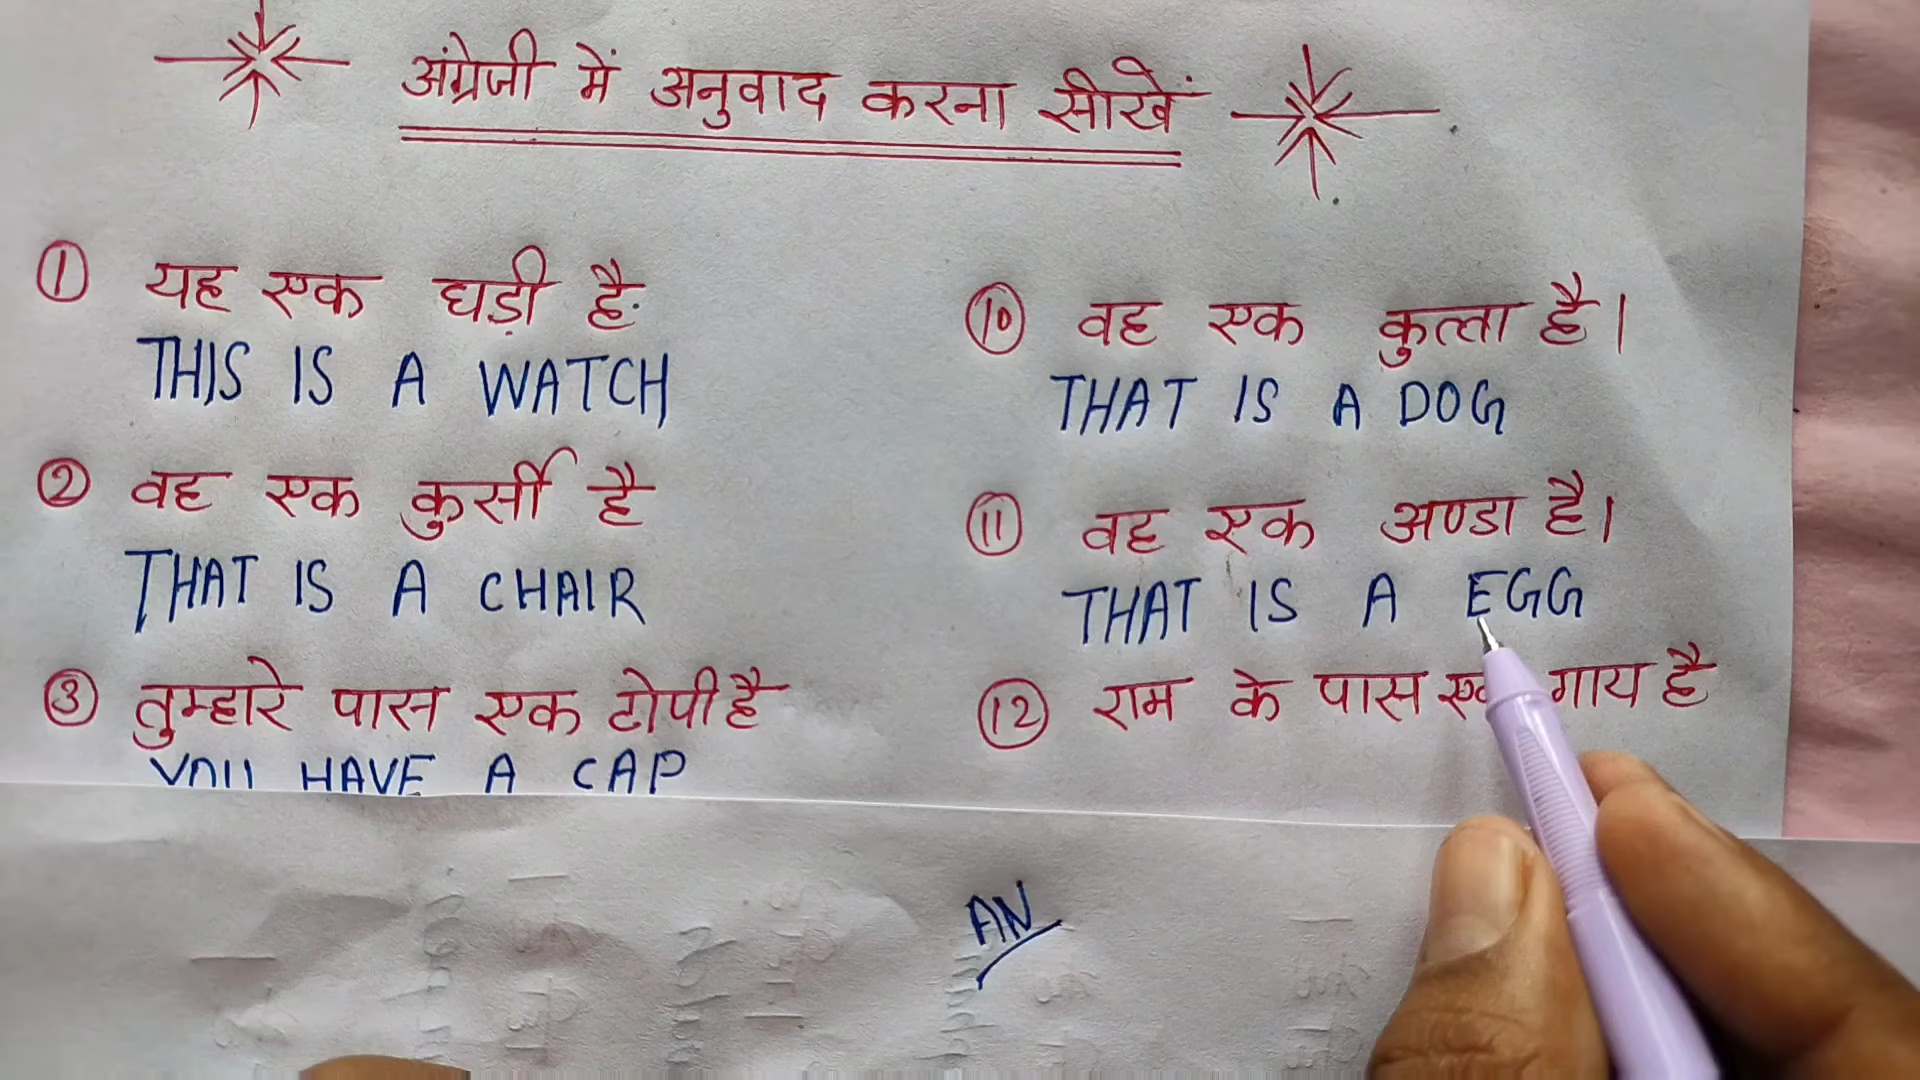 अंग्रेजी में अनुवाद करना सीखें
① यह एक घड़ी है
THIS IS A WATCH
② वह एक कुर्सी है
THAT IS A CHAIR
③ तुम्हारे पास एक टोपी है
YOU HAVE A CAP
⑩ वह एक कुत्ता है।
THAT IS A DOG
⑪ वह एक अण्डा है।
THAT IS A EGG
⑫ राम के पास एक गाय है
AN